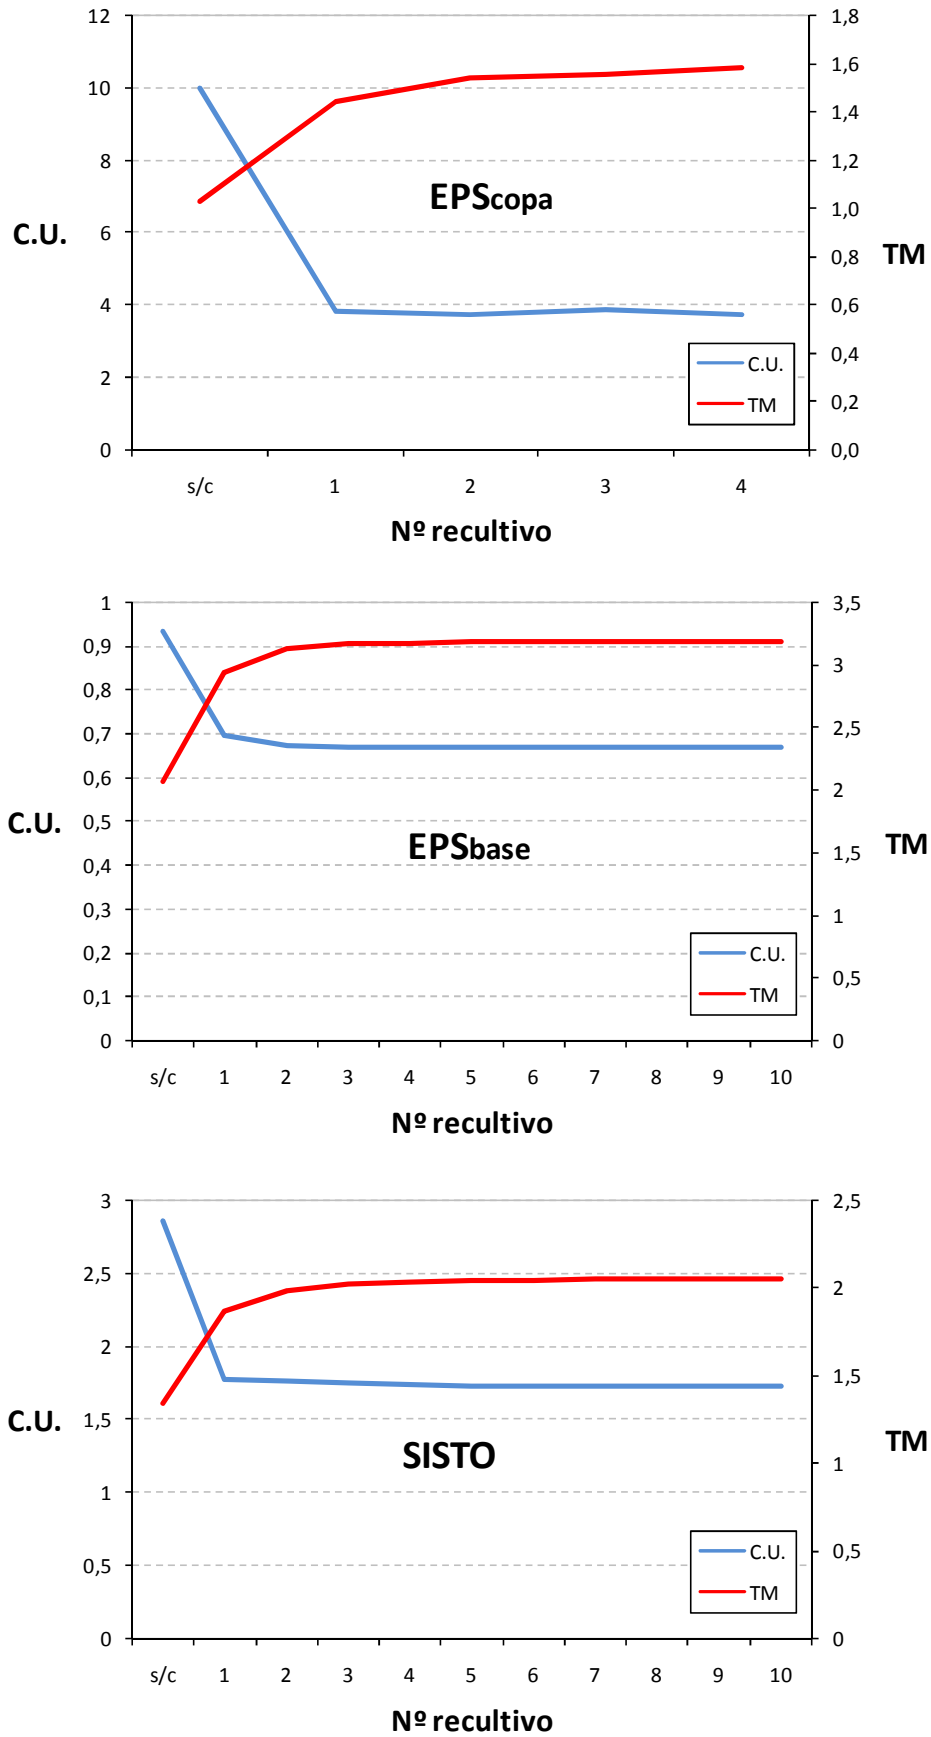 12
10
8
6
4
2
0
C.U.
1,8
1,6
1,4
1,2
1,0
0,8
0,6
0,4
0,2
0,0
TM
EPScopa
C.U.
TM
s/c 1 2 3 4
Nº recultivo
1
0,9
0,8
0,7
0,6
0,5
0,4
0,3
0,2
0,1
0
C.U.
3,5
3
2,5
2
1,5
1
0,5
0
TM
EPSbase
C.U.
TM
s/c 1 2 3 4 5 6 7 8 9 10
Nº recultivo
3
2,5
2
1,5
1
0,5
0
C.U.
2,5
2
1,5
1
0,5
0
TM
SISTO
C.U.
TM
s/c 1 2 3 4 5 6 7 8 9 10
Nº recultivo